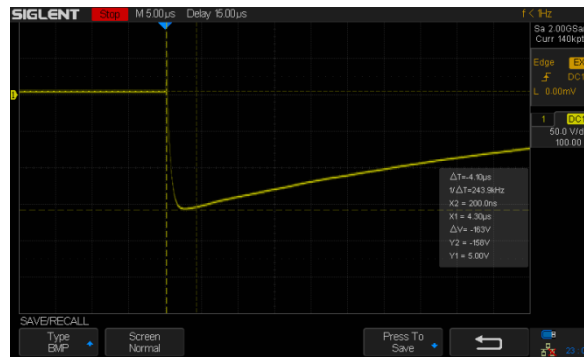 SIGLENT Stop M 5.00µs Delay 15.00µs f < 1Hz
Sa 2.00GSa
Curr 140kpt
Edge EX
DC
L 0.00mV
1 DC1
50.0 V/d
100.00
1
△T=-4.10µs
1/△T=243.9kHz
X2 = 200.0ns
X1 = 4.30µs
△V= -163V
Y2 = -158V
Y1 = 5.00V
SAVE/RECALL
Type
BMP
Screen
Normal
Press To
Save